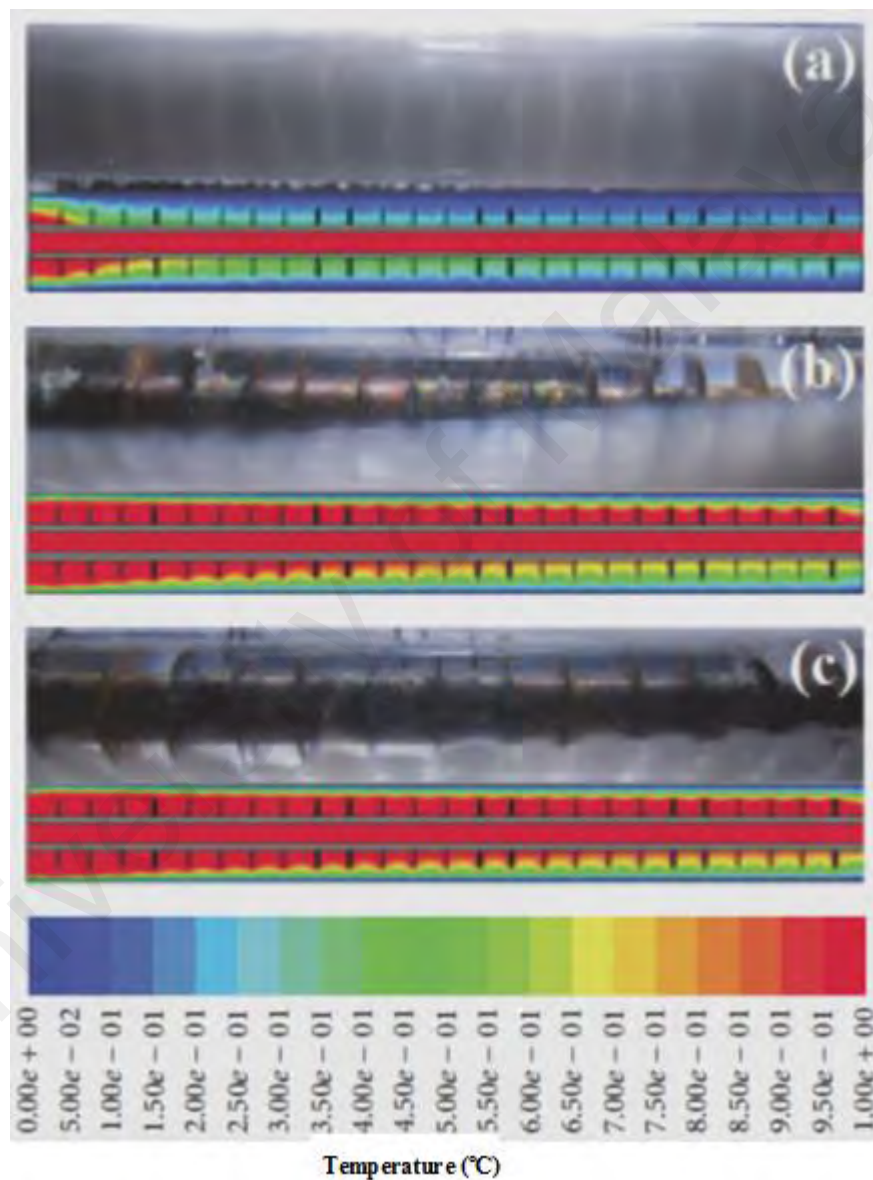 (a)
(b)
(c)
0.00e + 00
5.00e − 02
1.00e − 01
1.50e − 01
2.00e − 01
2.50e − 01
3.00e − 01
3.50e − 01
4.00e − 01
4.50e − 01
5.00e − 01
5.50e − 01
6.00e − 01
6.50e − 01
7.00e − 01
7.50e − 01
8.00e − 01
8.50e − 01
9.00e − 01
9.50e − 01
1.00e + 00
Temperature (℃)
University of Malaya